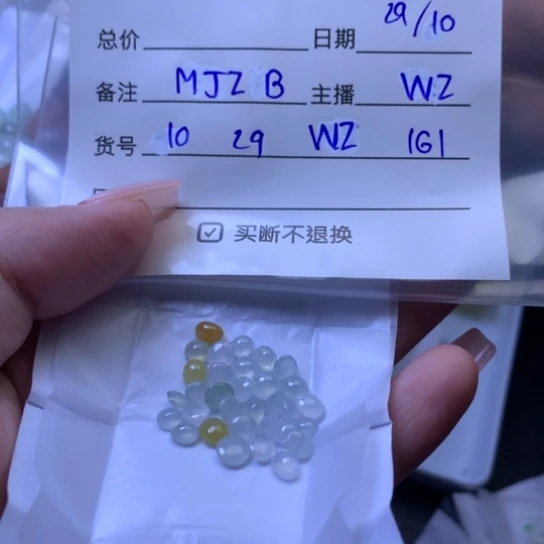 总价 日期 29/10
备注 MJZ B 主播 WZ
货号 10 29 WZ 161
买断不退换